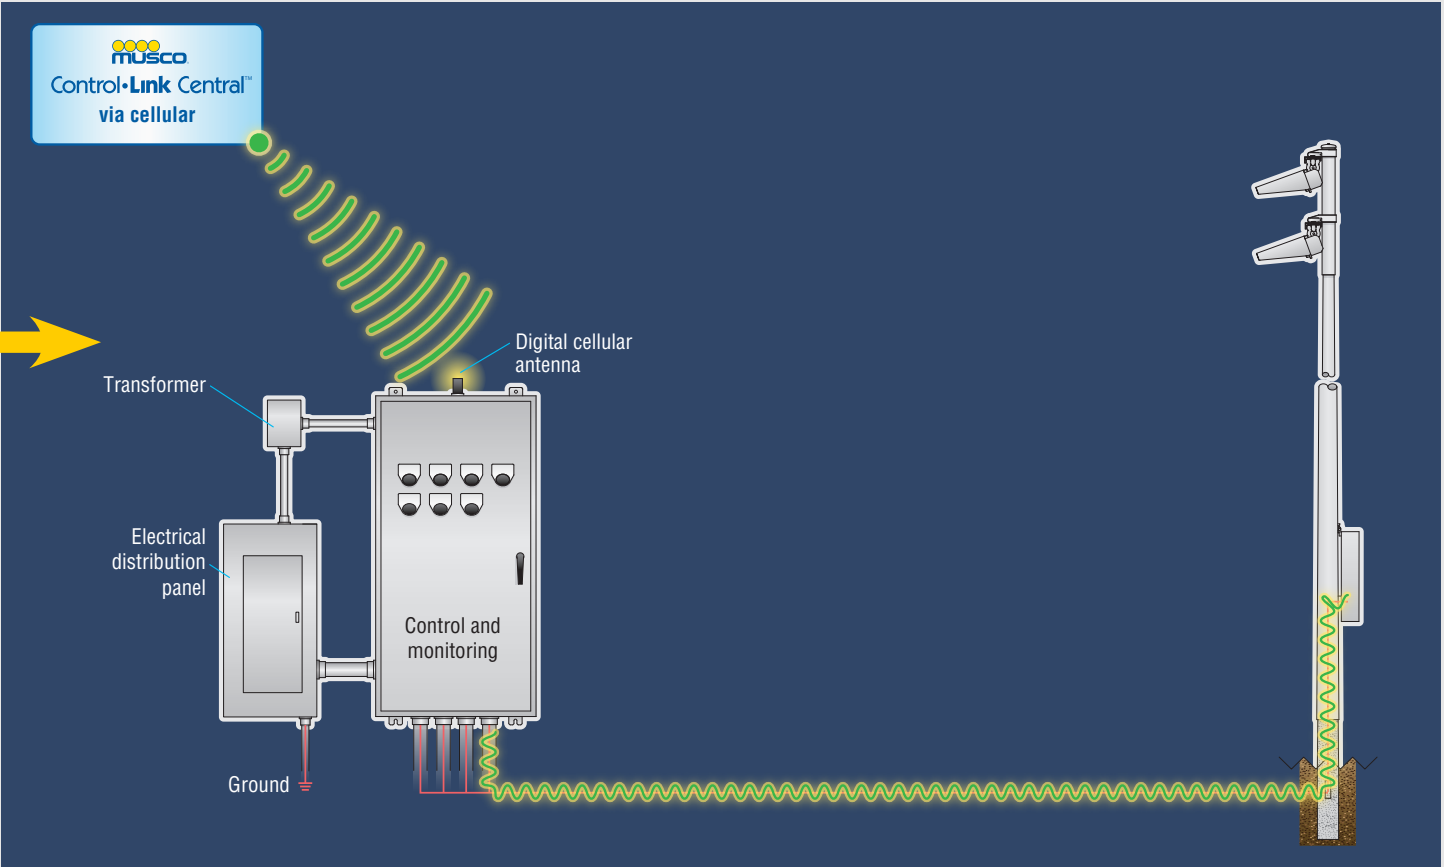 musco
Control•Link Central™
via cellular
Digital cellular
antenna
Transformer
Electrical
distribution
panel
Control and
monitoring
Ground